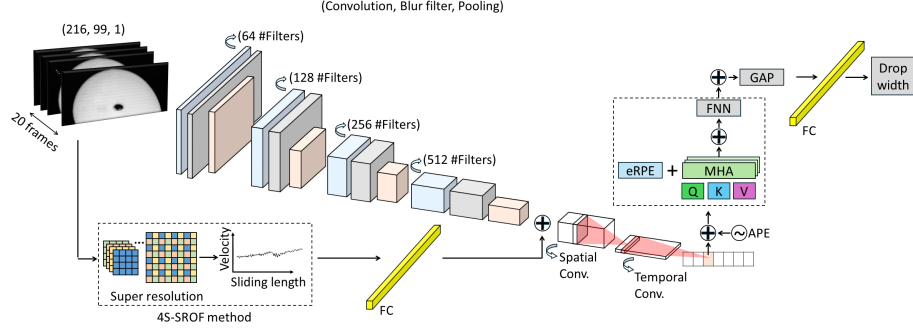 (Convolution, Blur filter, Pooling)
(216, 99, 1)
20 frames
(64 #Filters)
(128 #Filters)
(256 #Filters)
(512 #Filters)
Super resolution
Velocity
Sliding length
4S-SROF method
FC
Spatial
Conv.
Temporal
Conv.
APE
Q
K
V
eRPE
MHA
FNN
GAP
FC
Drop
width